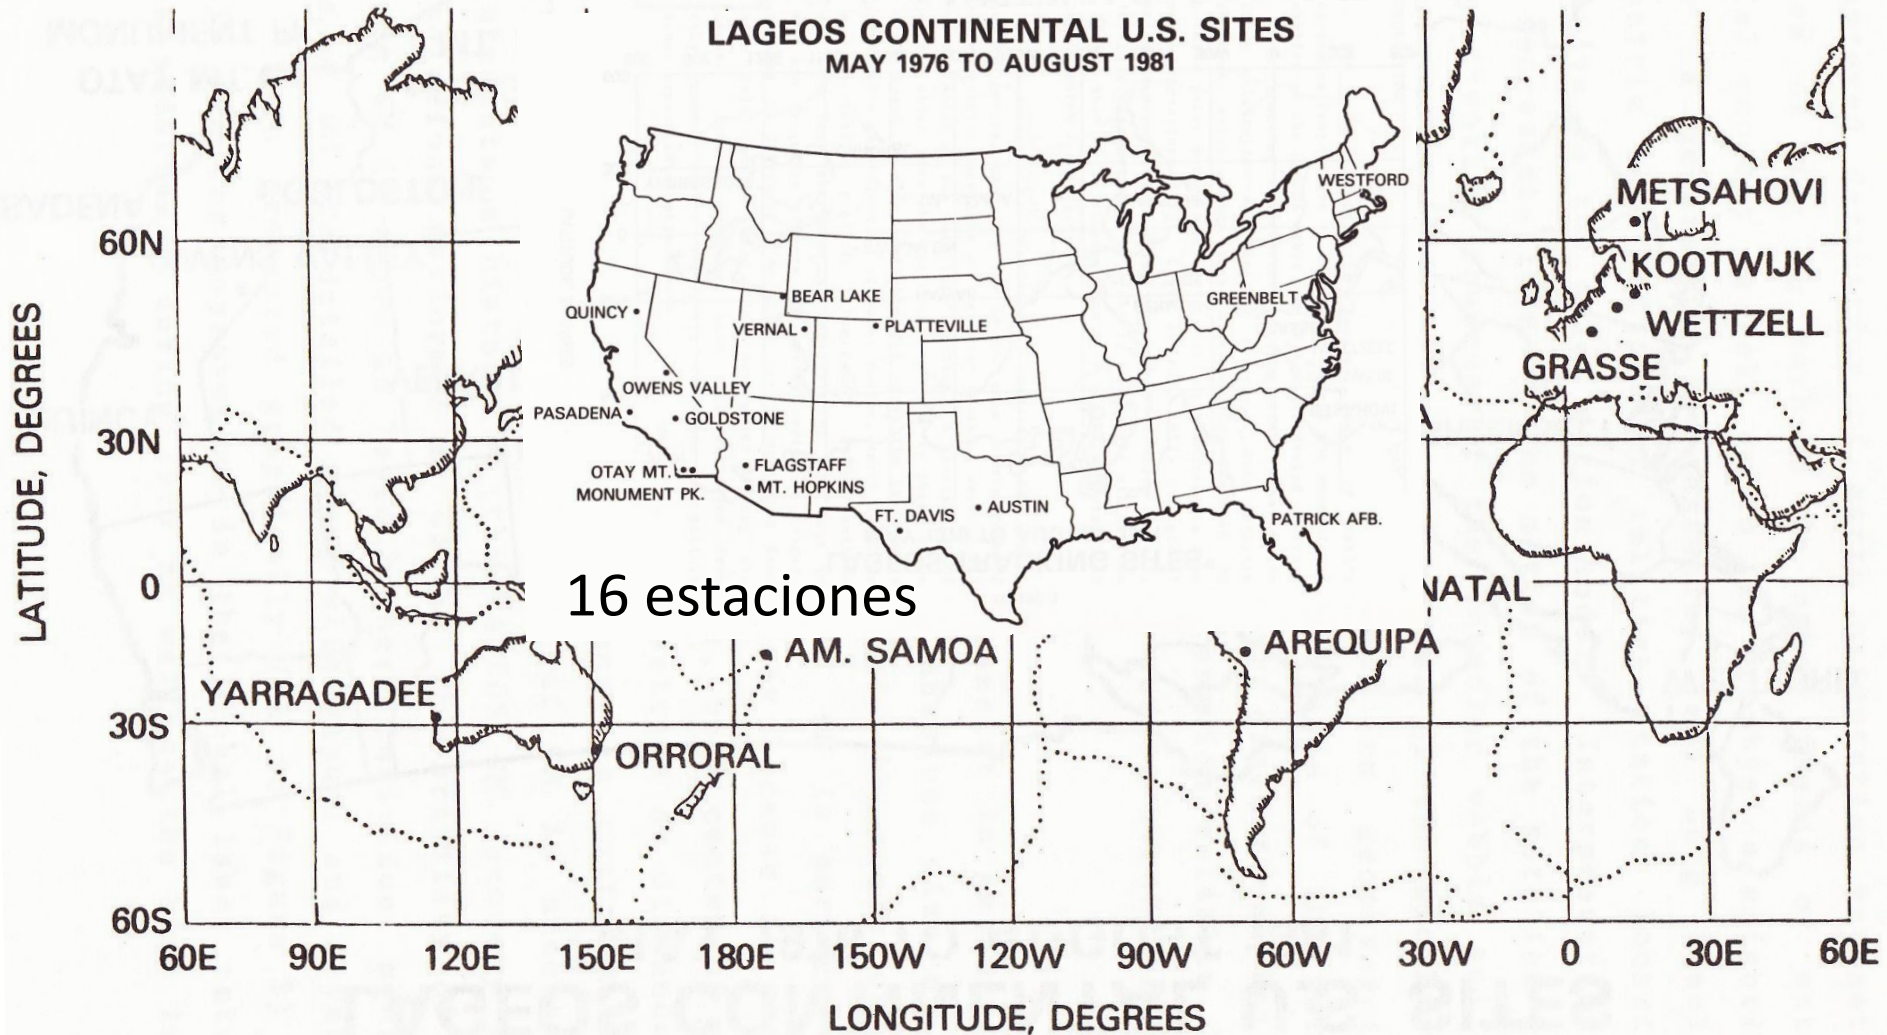 LAGEOS CONTINENTAL U.S. SITES
MAY 1976 TO AUGUST 1981
WESTFORD
METSAHOVI
60N
KOOTWIJK
BEAR LAKE
GREENBELT
QUINCY
VERNAL
PLATTEVILLE
WETTZELL
GRASSE
OWENS VALLEY
PASADENA
GOLDSTONE
30N
OTAY MT.
FLAGSTAFF
MONUMENT PK.
MT. HOPKINS
FT. DAVIS
AUSTIN
PATRICK AFB.
LATITUDE, DEGREES
0
16 estaciones
NATAL
AM. SAMOA
AREQUIPA
YARRAGADEE
30S
ORRORAL
60S
60E 90E 120E 150E 180E 150W 120W 90W 60W 30W 0 30E 60E
LONGITUDE, DEGREES